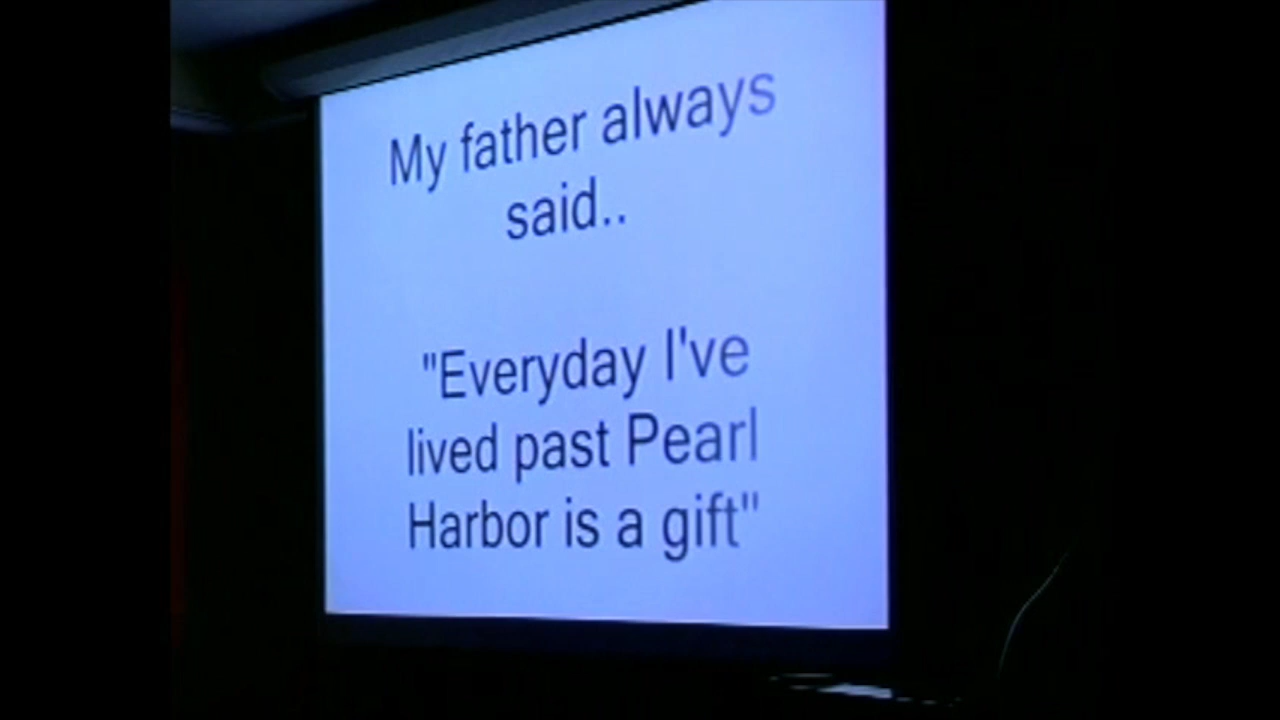 My father always
said..
"Everyday I've
lived past Pearl
Harbor is a gift"